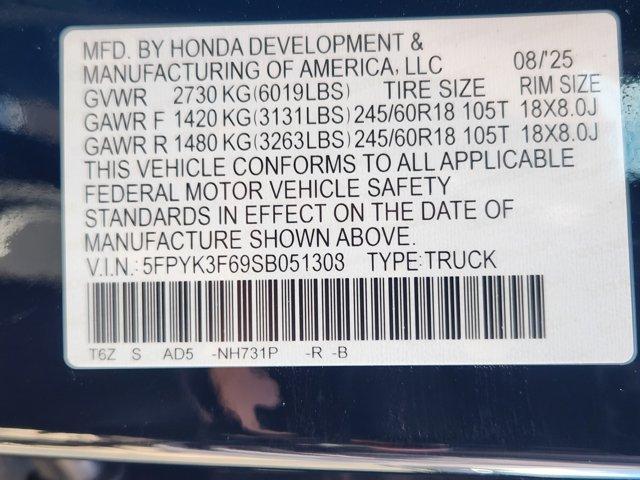 MFD. BY HONDA DEVELOPMENT &
MANUFACTURING OF AMERICA, LLC 08/'25
GVWR 2730 KG(6019LBS) TIRE SIZE RIM SIZE
GAWR F 1420 KG(3131LBS) 245/60R18 105T 18X8.0J
GAWR R 1480 KG(3263LBS) 245/60R18 105T 18X8.0J
THIS VEHICLE CONFORMS TO ALL APPLICABLE
FEDERAL MOTOR VEHICLE SAFETY
STANDARDS IN EFFECT ON THE DATE OF
MANUFACTURE SHOWN ABOVE.
V.I.N.: 5FPYK3F69SB051308 TYPE:TRUCK
T6Z S AD5 -NH731P -R -B